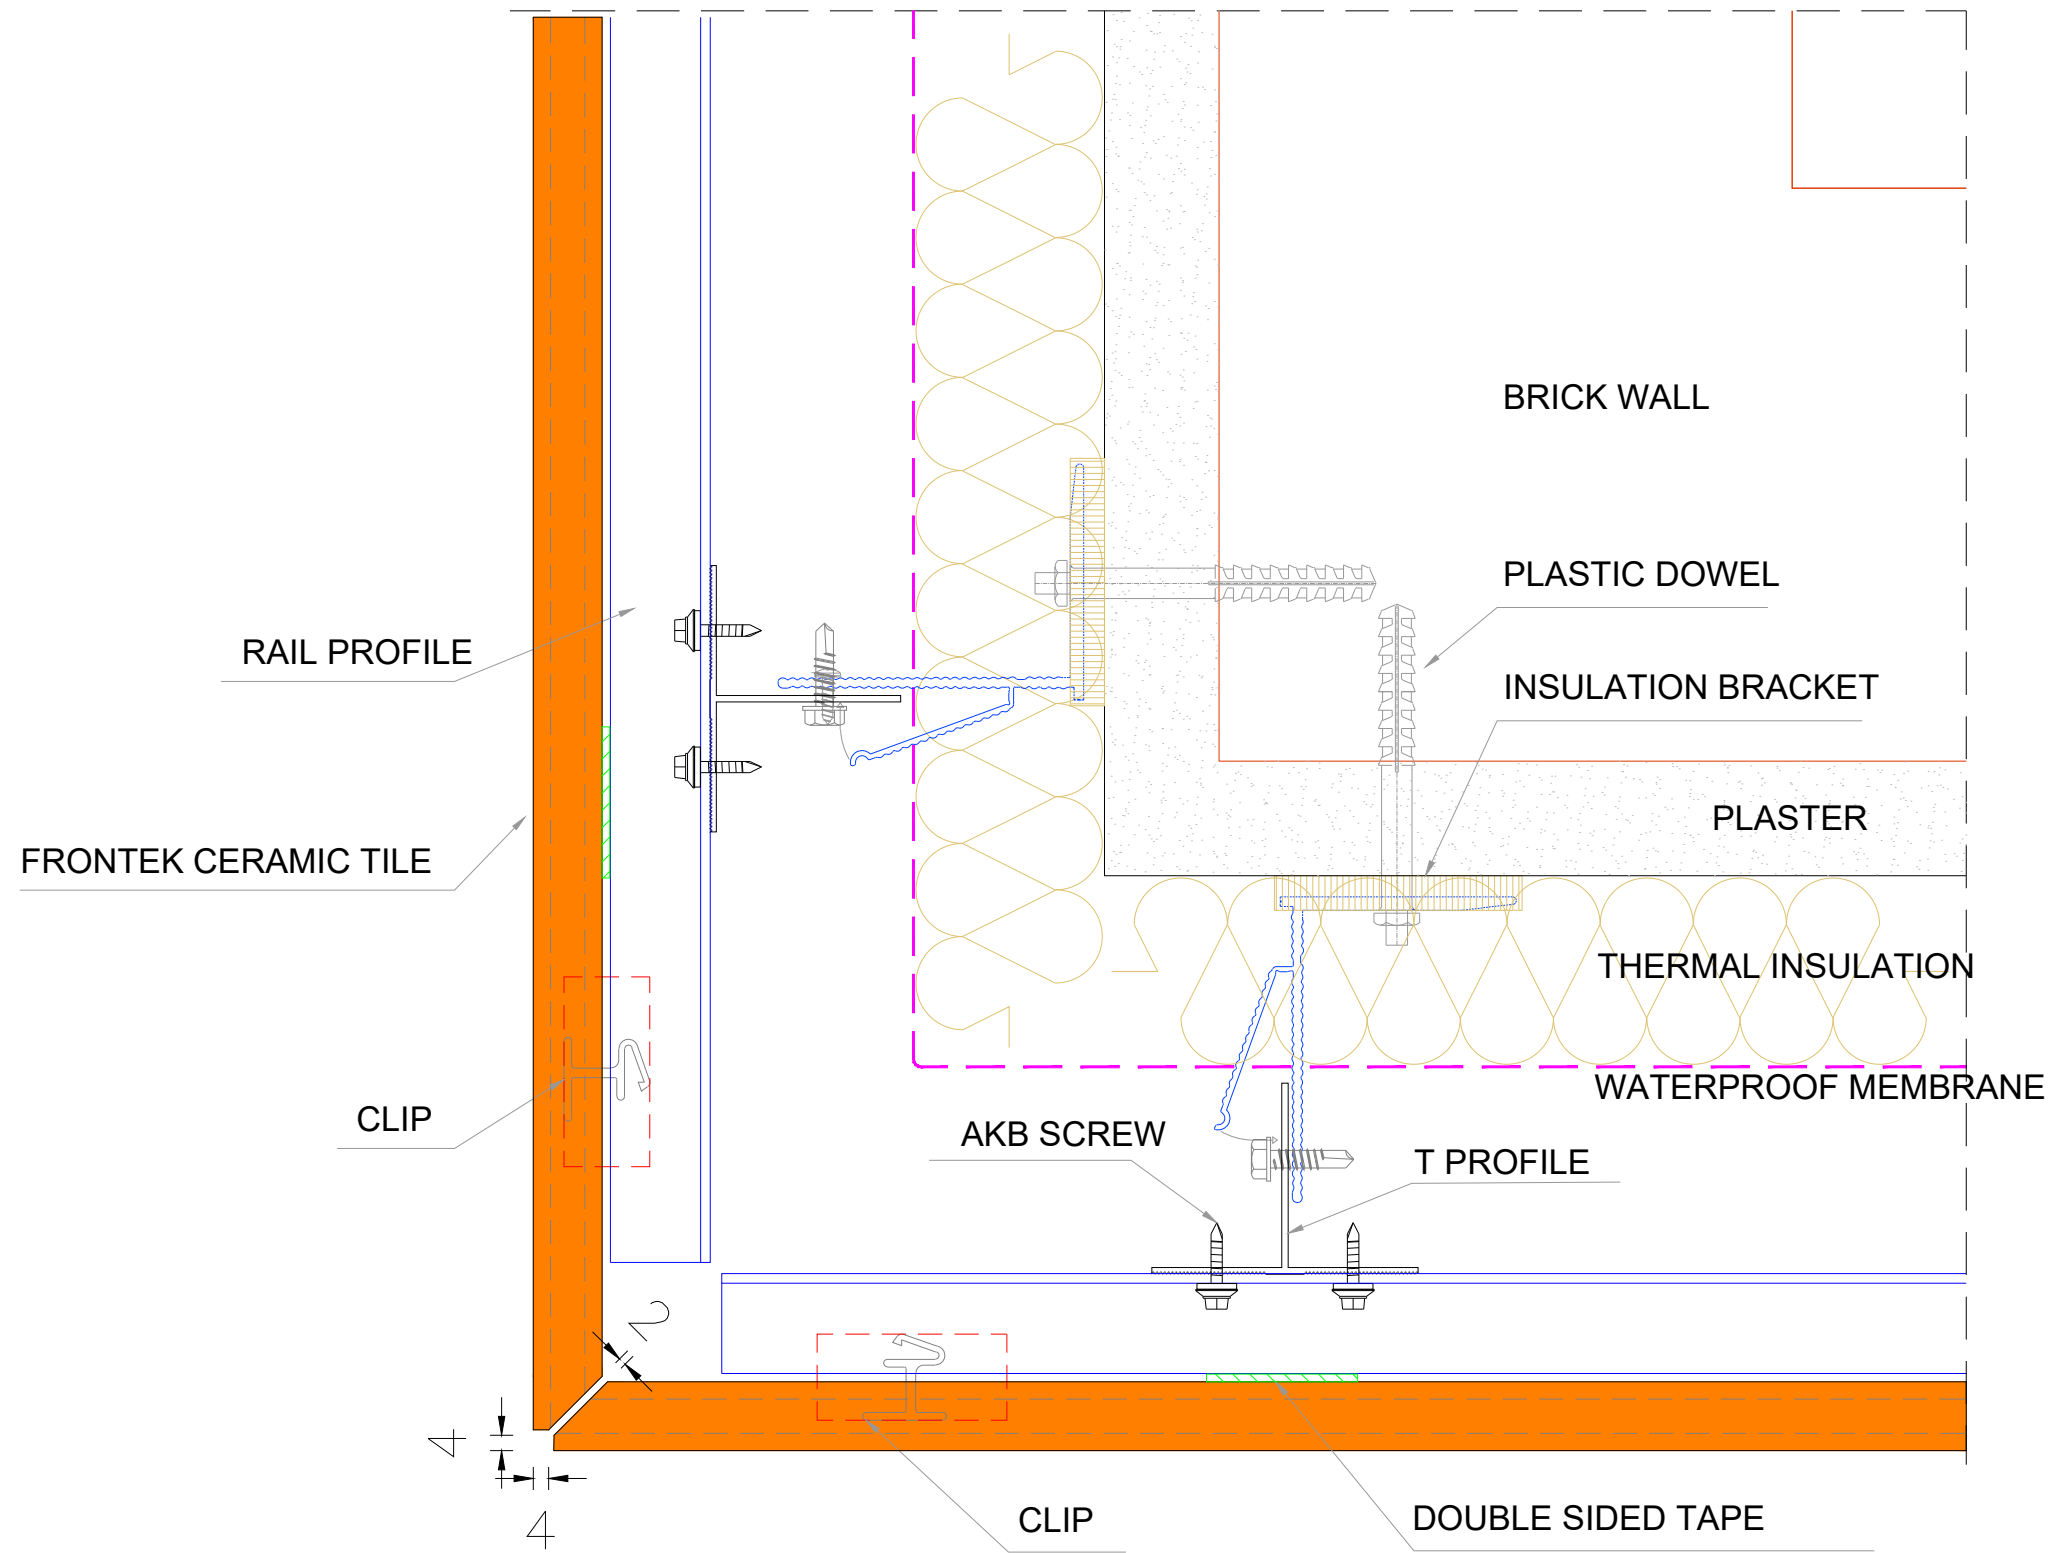 BRICK WALL
PLASTIC DOWEL
RAIL PROFILE
INSULATION BRACKET
PLASTER
FRONTEK CERAMIC TILE
THERMAL INSULATION
WATERPROOF MEMBRANE
CLIP
AKB SCREW
T PROFILE
2
4
4
CLIP
DOUBLE SIDED TAPE